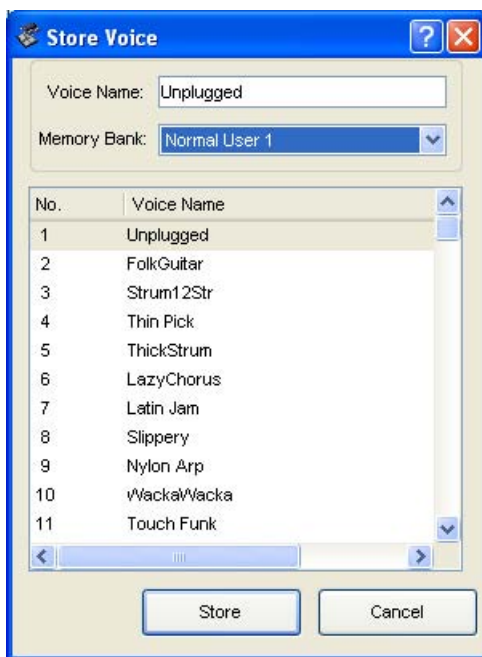 Store Voice
Voice Name: Unplugged
Memory Bank: Normal User 1
No. Voice Name
1 Unplugged
2 FolkGuitar
3 Strum12Str
4 Thin Pick
5 ThickStrum
6 LazyChorus
7 Latin Jam
8 Slippery
9 Nylon Arp
10 WackaWacka
11 Touch Funk
Store Cancel